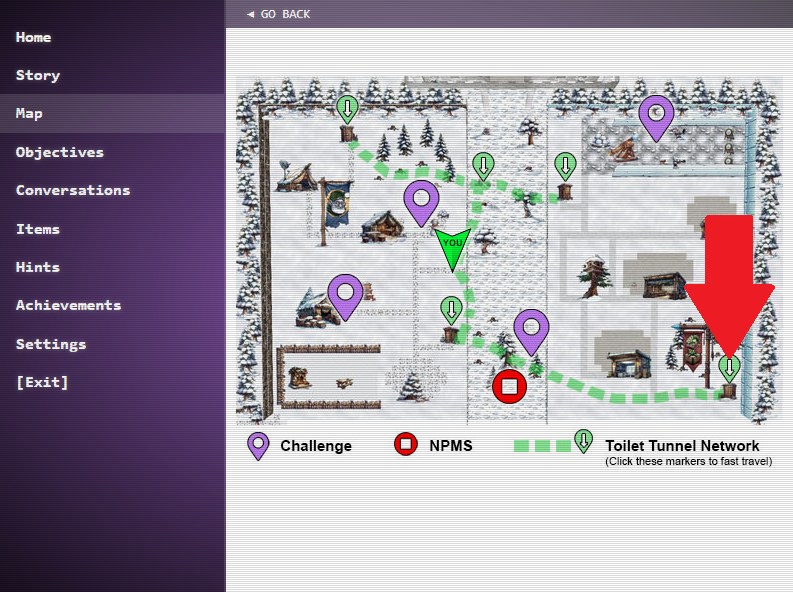 ◄ GO BACK
Home
Story
Map
Objectives
Conversations
Items
Hints
Achievements
Settings
[Exit]
YOU
Challenge
NPMS
Toilet Tunnel Network
(Click these markers to fast travel)